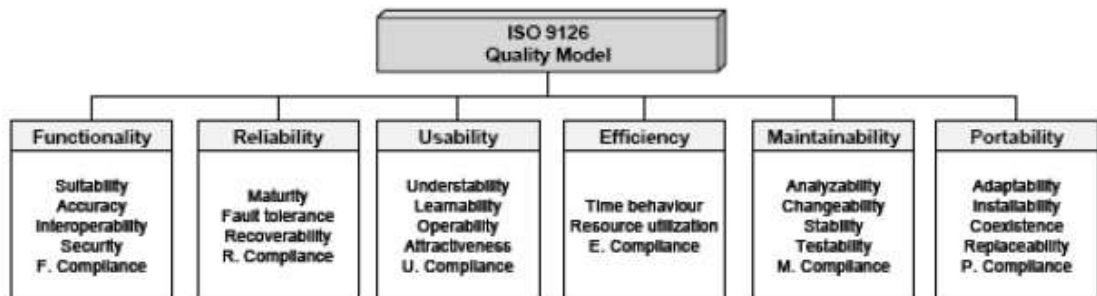 ISO 9126
Quality Model
Functionality
Suitability
Accuracy
Interoperability
Security
F. Compliance
Reliability
Maturity
Fault tolerance
Recoverability
R. Compliance
Usability
Understability
Learnability
Operability
Attractiveness
U. Compliance
Efficiency
Time behaviour
Resource utilization
E. Compliance
Maintainability
Analyzability
Changeability
Stability
Testability
M. Compliance
Portability
Adaptability
Installability
Coexistence
Replaceability
P. Compliance